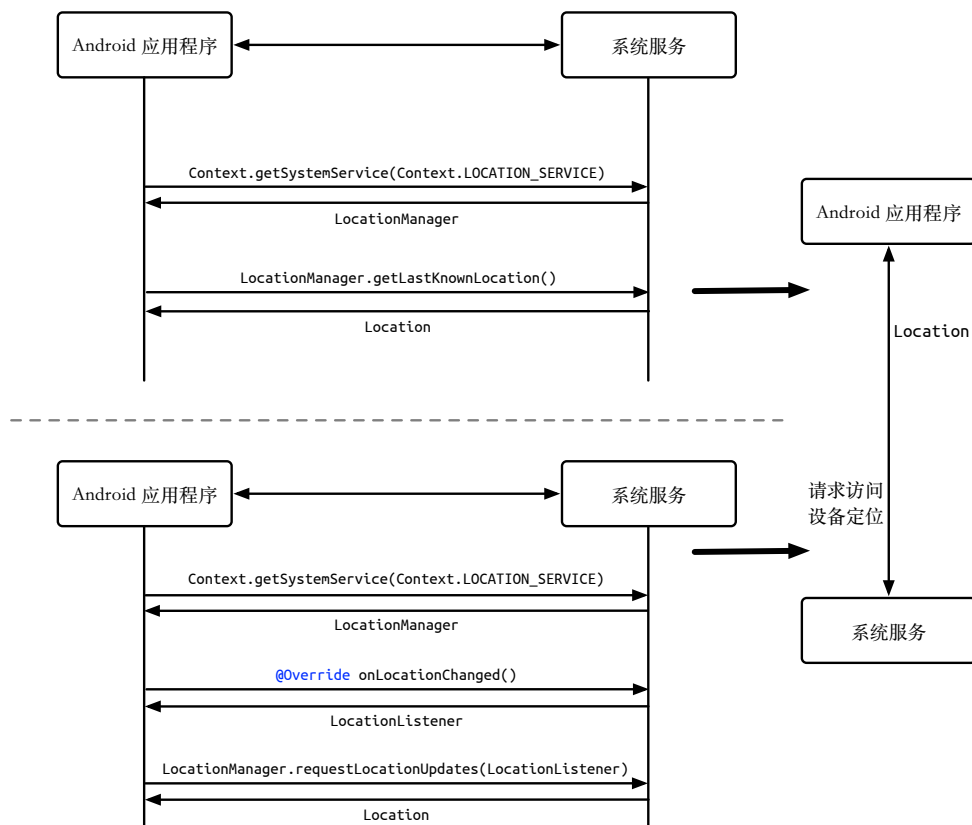 Android 应用程序
系统服务
Context.getSystemService(Context.LOCATION_SERVICE)
LocationManager
LocationManager.getLastKnownLocation()
Location
Android 应用程序
系统服务
Context.getSystemService(Context.LOCATION_SERVICE)
LocationManager
@Override onLocationChanged()
LocationListener
LocationManager.requestLocationUpdates(LocationListener)
Location
Android 应用程序
Location
请求访问
设备定位
系统服务